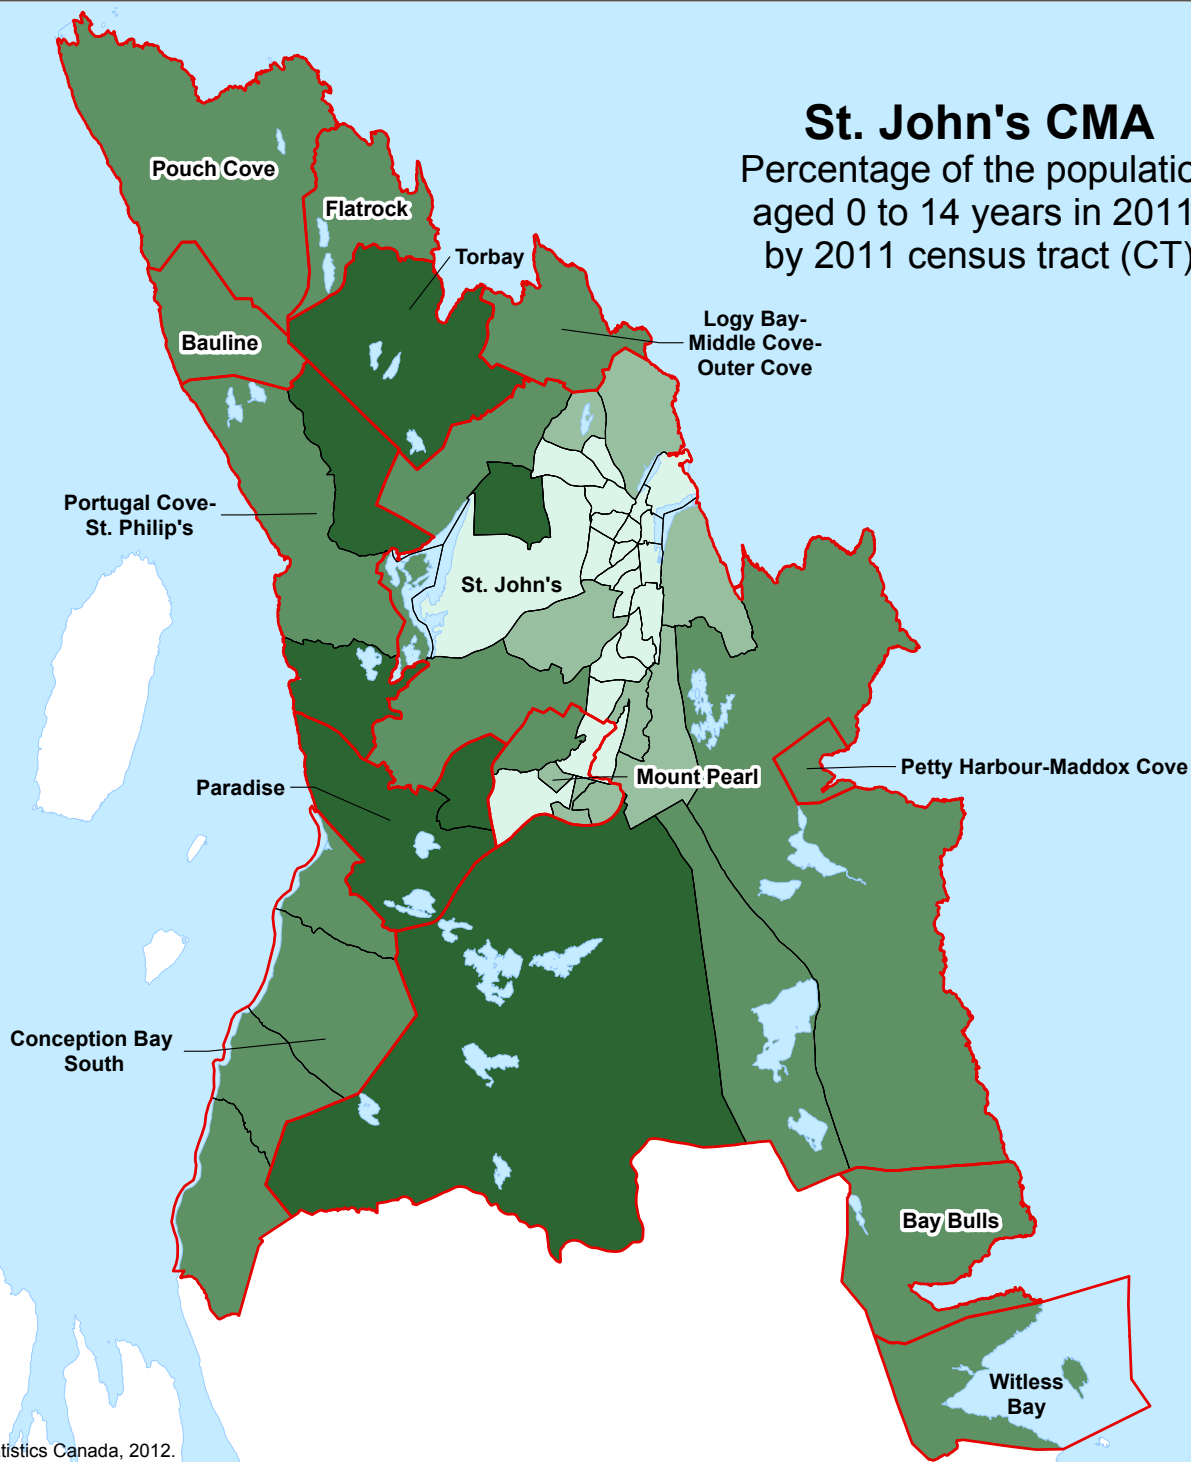 St. John's CMA
Percentage of the populatio
aged 0 to 14 years in 2011
by 2011 census tract (CT)
Pouch Cove
Flatrock
Torbay
Logy Bay-
Middle Cove-
Outer Cove
Bauline
Portugal Cove-
St. Philip's
St. John's
Mount Pearl
Petty Harbour-Maddox Cove
Paradise
Conception Bay
South
Bay Bulls
Witless
Bay
tistics Canada, 2012.